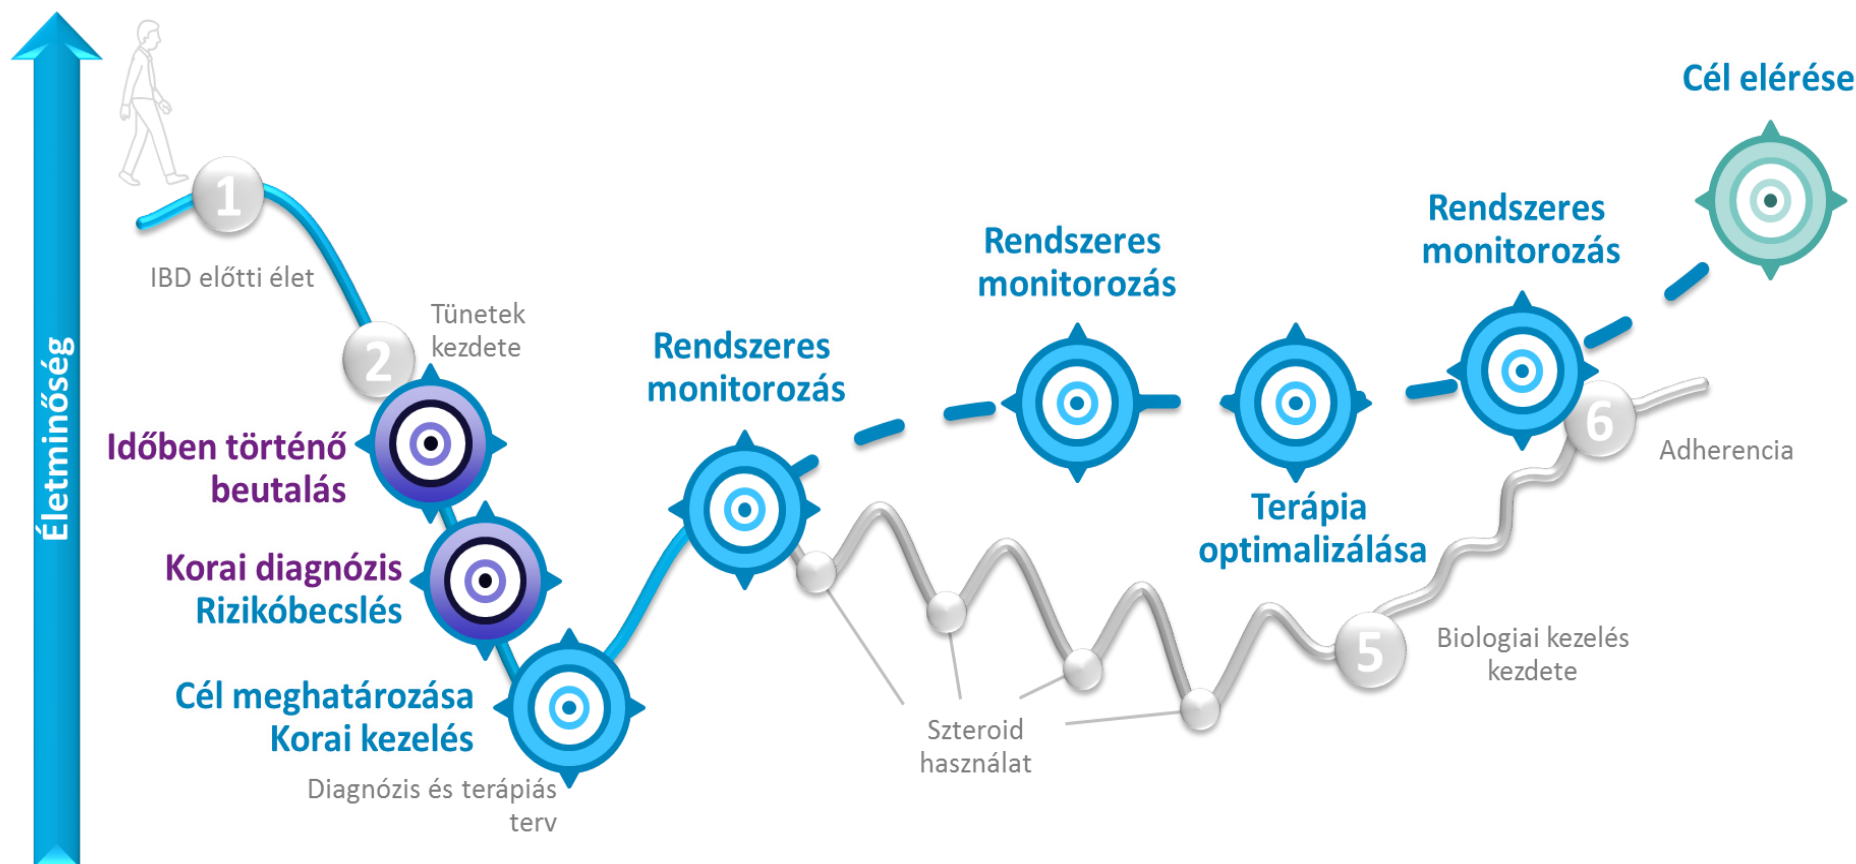 Életminőség
1
IBD előtti élet
2
Tünetek
kezdete
Időben történő
beutalás
Korai diagnózis
Rizikóbecslés
Cél meghatározása
Korai kezelés
Diagnózis és terápiás
terv
Rendszeres
monitorozás
Szteroid
használat
Rendszeres
monitorozás
Terápia
optimalizálása
5
Biologiai kezelés
kezdete
Rendszeres
monitorozás
6
Adherencia
Cél elérése